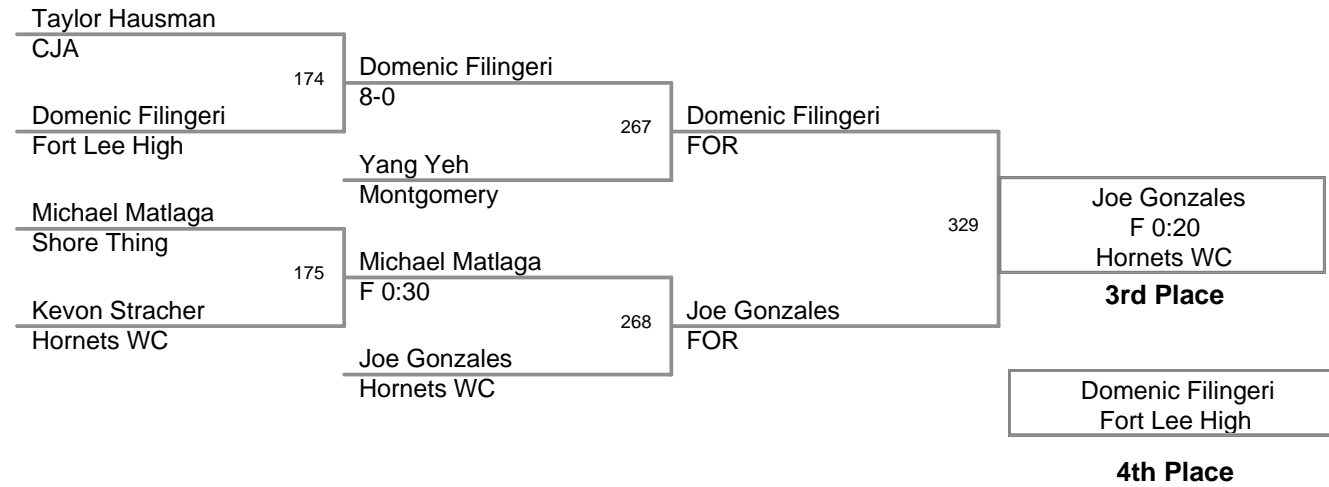 Taylor Hausman
CJA
174
Domenic Filingeri
8-0
Domenic Filingeri
Fort Lee High
267
Domenic Filingeri
FOR
Yang Yeh
Montgomery
Michael Matlaga
Shore Thing
175
Michael Matlaga
F 0:30
Kevon Stracher
Hornets WC
268
Joe Gonzales
FOR
Joe Gonzales
Hornets WC
329
Joe Gonzales
F 0:20
Hornets WC
3rd Place
Domenic Filingeri
Fort Lee High
4th Place